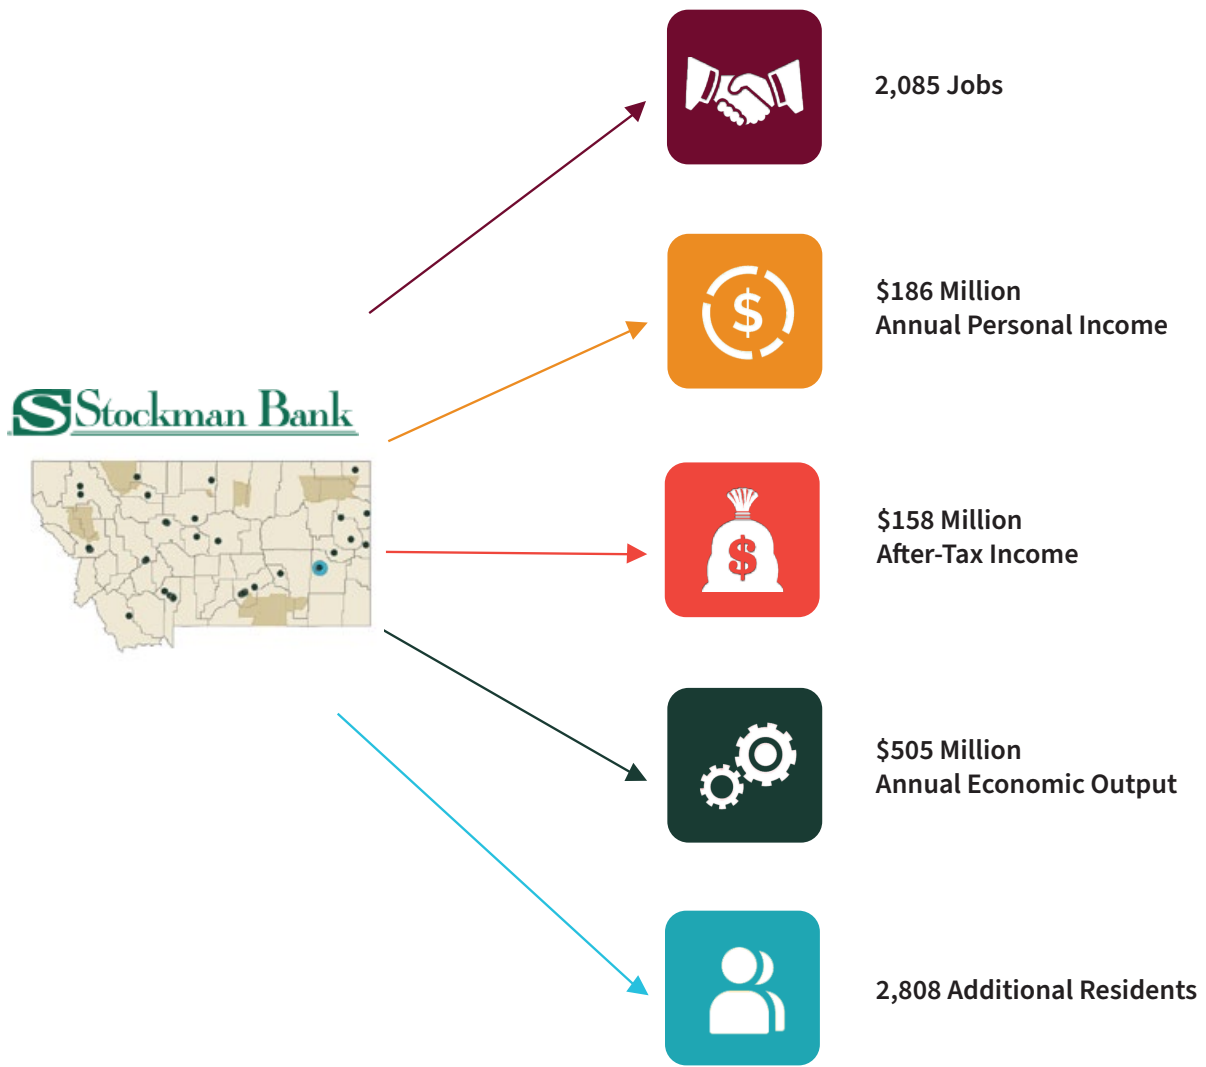 2,085 Jobs
$186 Million
Annual Personal Income
Stockman Bank
$158 Million
After-Tax Income
$505 Million
Annual Economic Output
2,808 Additional Residents